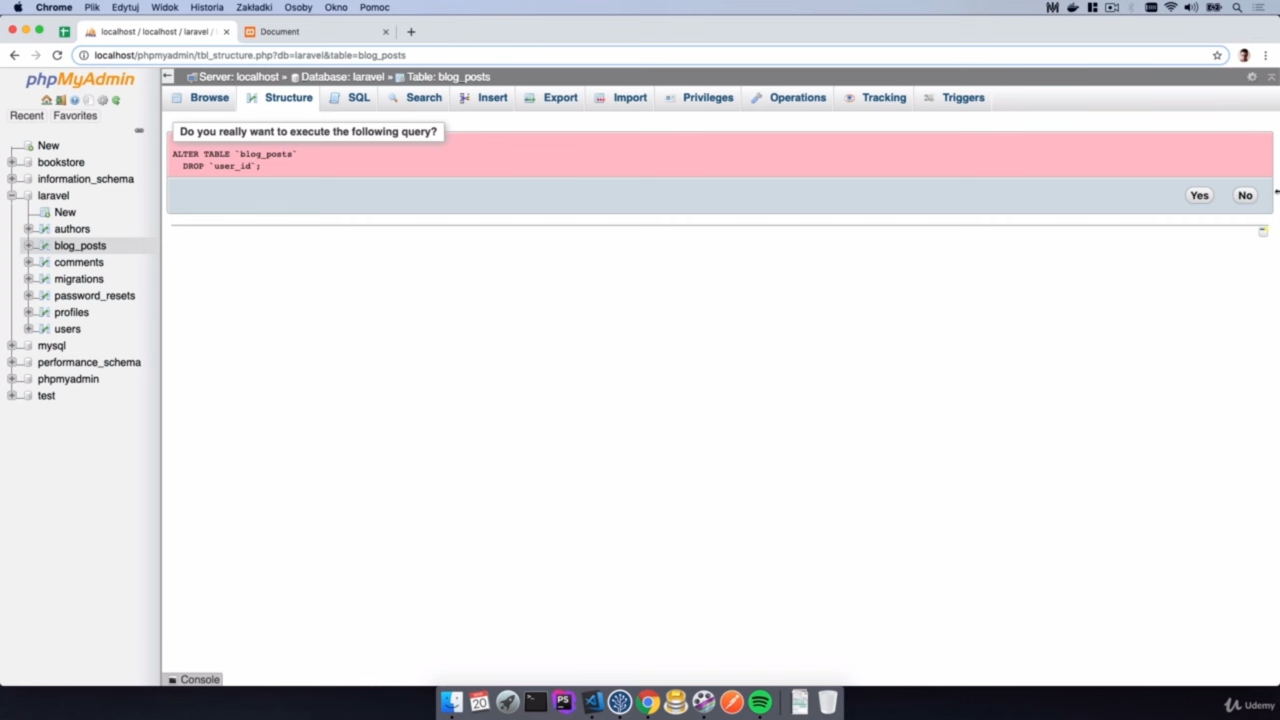 Chrome Plik Edytuj Widok Historia Zakładki Osoby Okno Pomoc
localhost / localhost / laravel /
Document
localhost/phpmyadmin/tbl_structure.php?db=laravel&table=blog_posts
phpMyAdmin
Recent Favorites
New
bookstore
information_schema
laravel
New
authors
blog_posts
comments
migrations
password_resets
profiles
users
mysql
performance_schema
phpmyadmin
test
Server: localhost » Database: laravel » Table: blog_posts
Browse Structure SQL Search Insert Export Import Privileges Operations Tracking Triggers
Do you really want to execute the following query?
ALTER TABLE `blog_posts`
DROP `user_id`;
Yes No
Console
20
PS
Udemy